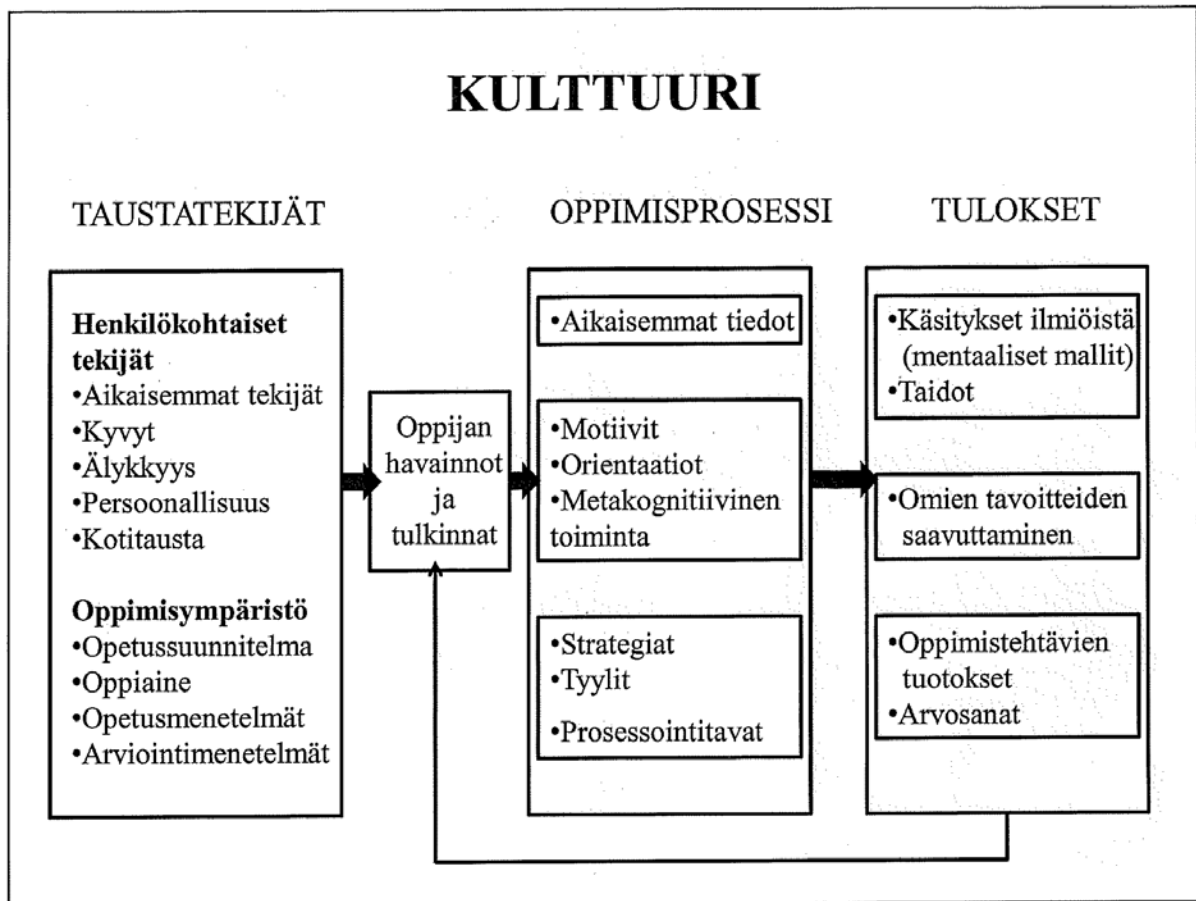 KULTTUURI
TAUSTATEKIJÄT
Henkilökohtaiset
tekijät
•Aikaisemmat tekijät
•Kyvyt
•Älykkyys
•Persoonallisuus
•Kotitausta
Oppimisympäristö
•Opetussuunnitelma
•Oppiaine
•Opetusmenetelmät
•Arviointimenetelmät
Oppijan
havainnot
ja
tulkinnat
OPPIMISPROSESSI
•Aikaisemmat tiedot
•Motiivit
•Orientaatiot
•Metakognitiivinen
toiminta
•Strategiat
•Tyylit
•Prosessointitavat
TULOKSET
•Käsitykset ilmiöistä
(mentaaliset mallit)
•Taidot
•Omien tavoitteiden
saavuttaminen
•Oppimistehtävien
tuotokset
•Arvosanat